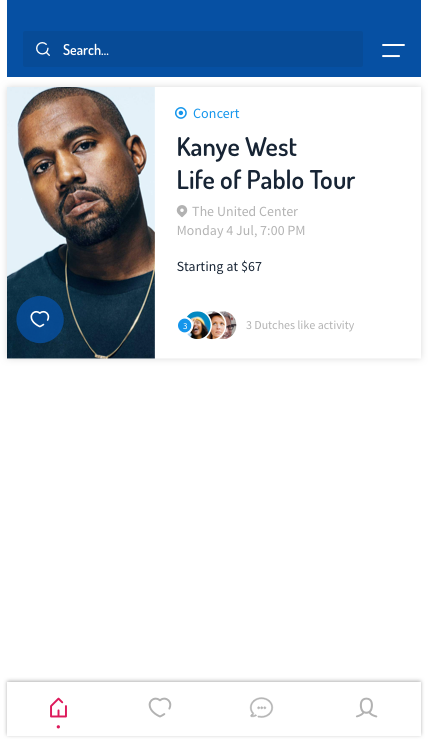 Search...
Concert
Kanye West
Life of Pablo Tour
The United Center
Monday 4 Jul, 7:00 PM
Starting at $67
3
3 Dutches like activity